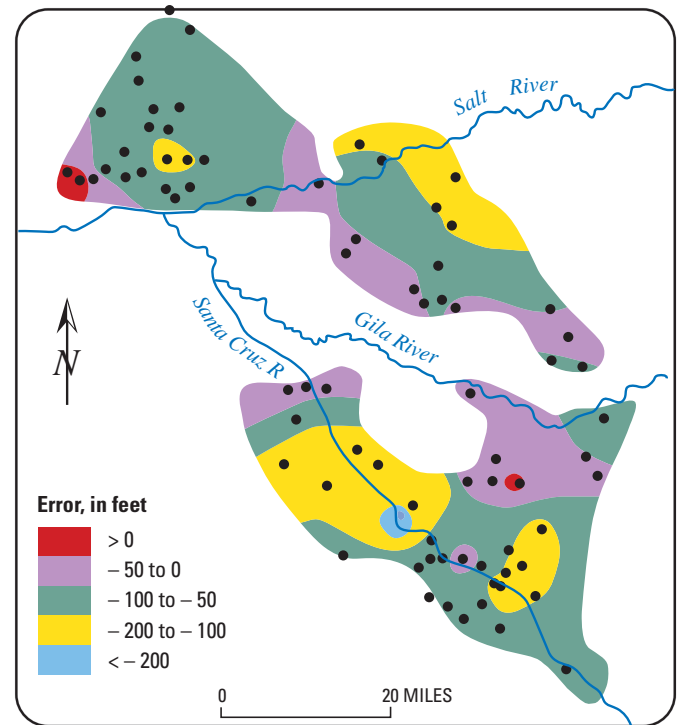 Salt River
Gila River
Santa Cruz R
N
Error, in feet
> 0
– 50 to 0
– 100 to – 50
– 200 to – 100
< – 200
0 20 MILES